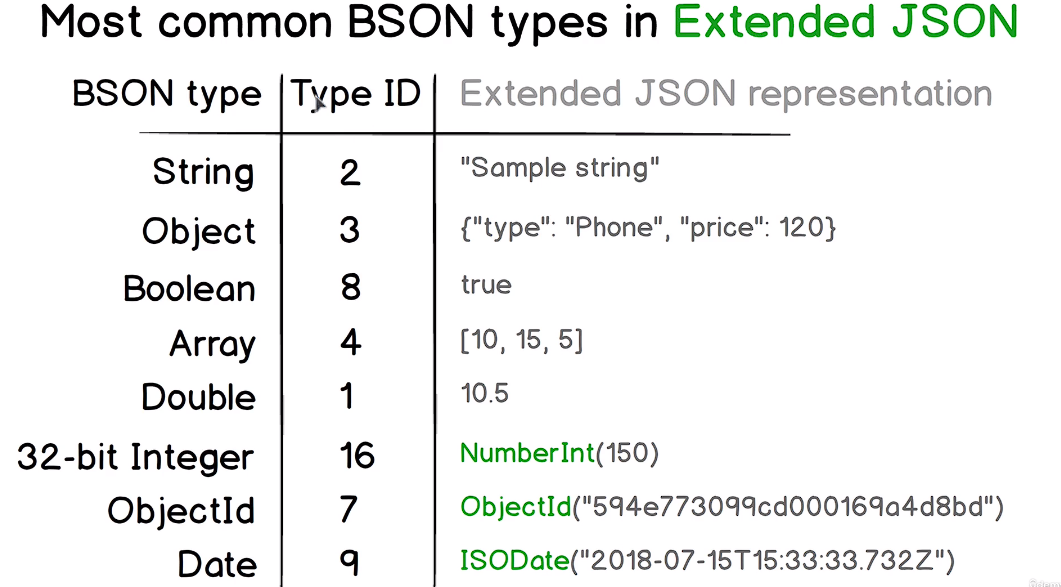 Most common BSON types in Extended JSON
BSON type Type ID Extended JSON representation
String 2 "Sample string"
Object 3 {"type": "Phone", "price": 120}
Boolean 8 true
Array 4 [10, 15, 5]
Double 1 10.5
32-bit Integer 16 NumberInt(150)
ObjectId 7 ObjectId("594e773099cd000169a4d8bd")
Date 9 ISODate("2018-07-15T15:33:33.732Z")